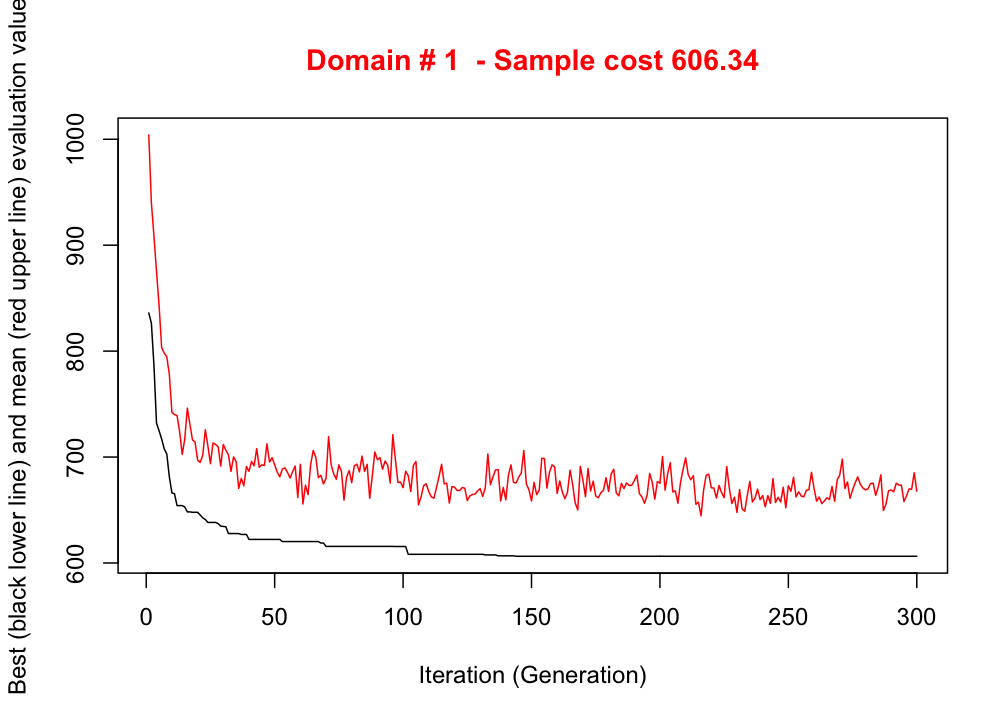 Domain # 1  - Sample cost 606.34
Best (black lower line) and mean (red upper line) evaluation value
1000
900
800
700
600
0 50 100 150 200 250 300
Iteration (Generation)